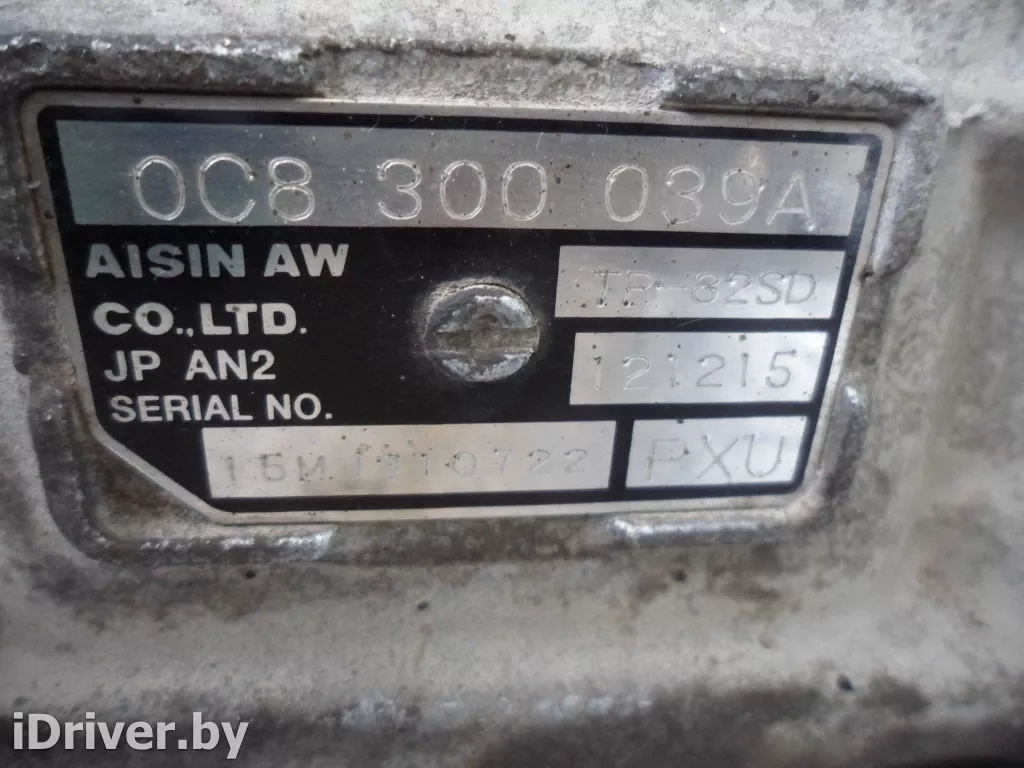 0C8 300 039A
AISIN AW
CO.,LTD.
JP AN2
SERIAL NO.
TR-82SD
121215
PXU
iDriver.by